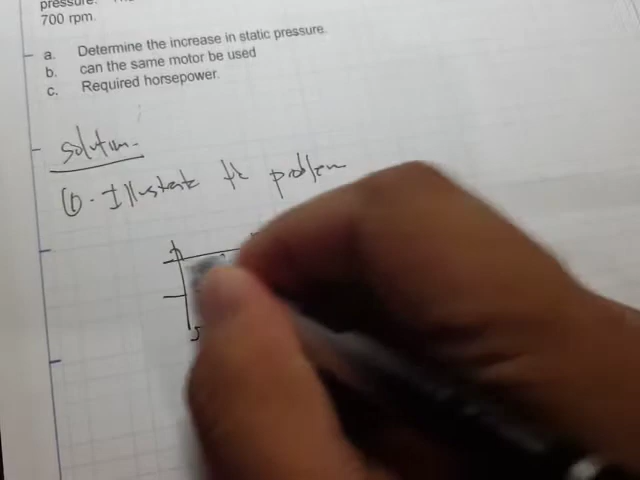 pressure.
700 rpm.
a. Determine the increase in static pressure.
b. can the same motor be used
c. Required horsepower.
solution.
①. Illustrate the problem